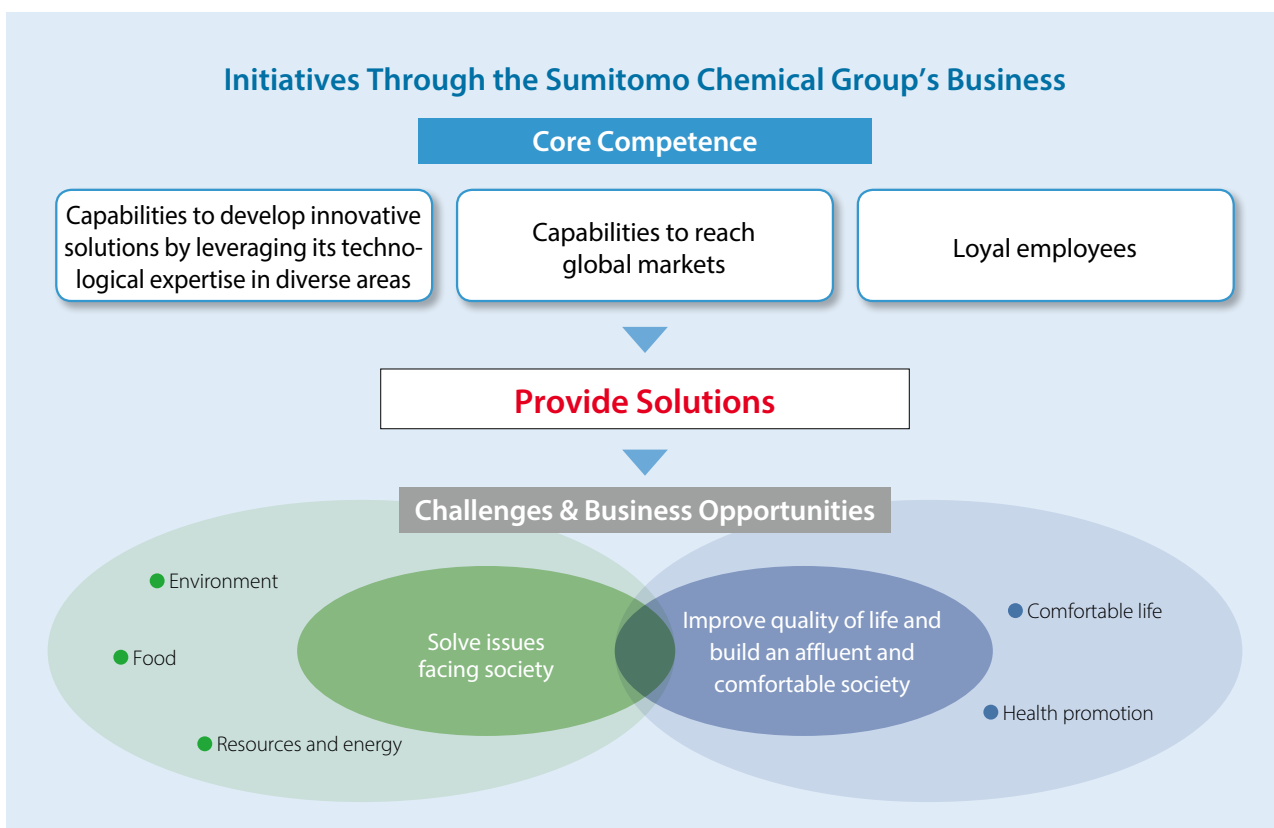 Initiatives Through the Sumitomo Chemical Group's Business
Core Competence
Capabilities to develop innovative
solutions by leveraging its techno-
logical expertise in diverse areas
Capabilities to reach
global markets
Loyal employees
Provide Solutions
Challenges & Business Opportunities
Environment
Food
Resources and energy
Solve issues
facing society
Improve quality of life and
build an affluent and
comfortable society
Comfortable life
Health promotion